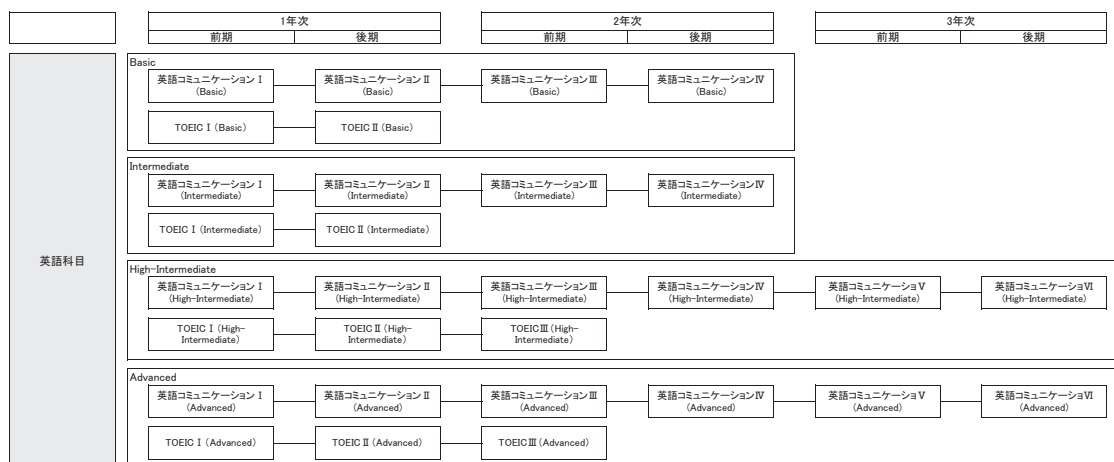 1年次
2年次
3年次
前期
後期
前期
後期
前期
後期
英語科目
Basic
英語コミュニケーション Ⅰ
(Basic)
英語コミュニケーション Ⅱ
(Basic)
英語コミュニケーションⅢ
(Basic)
英語コミュニケーションⅣ
(Basic)
TOEIC Ⅰ (Basic)
TOEIC Ⅱ (Basic)
Intermediate
英語コミュニケーション Ⅰ
(Intermediate)
英語コミュニケーション Ⅱ
(Intermediate)
英語コミュニケーションⅢ
(Intermediate)
英語コミュニケーションⅣ
(Intermediate)
TOEIC Ⅰ (Intermediate)
TOEIC Ⅱ (Intermediate)
High-Intermediate
英語コミュニケーション Ⅰ
(High-Intermediate)
英語コミュニケーション Ⅱ
(High-Intermediate)
英語コミュニケーションⅢ
(High-Intermediate)
英語コミュニケーションⅣ
(High-Intermediate)
英語コミュニケーショⅤ
(High-Intermediate)
英語コミュニケーショⅥ
(High-Intermediate)
TOEIC Ⅰ (High-
Intermediate)
TOEIC Ⅱ (High-
Intermediate)
TOEICⅢ (High-
Intermediate)
Advanced
英語コミュニケーション Ⅰ
(Advanced)
英語コミュニケーション Ⅱ
(Advanced)
英語コミュニケーションⅢ
(Advanced)
英語コミュニケーションⅣ
(Advanced)
英語コミュニケーショⅤ
(Advanced)
英語コミュニケーショⅥ
(Advanced)
TOEIC Ⅰ (Advanced)
TOEIC Ⅱ (Advanced)
TOEICⅢ (Advanced)